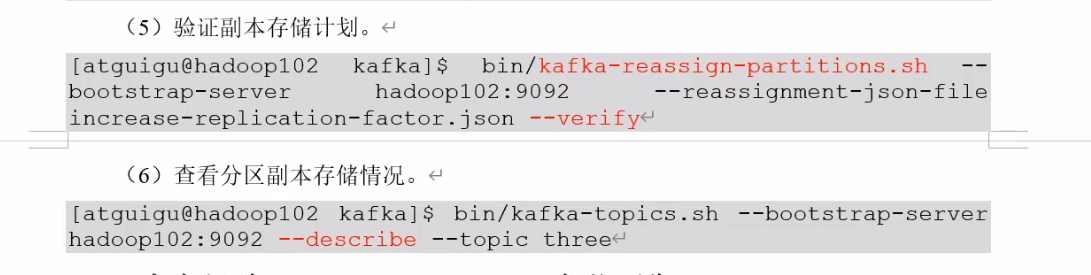 （5）验证副本存储计划。
[atguigu@hadoop102 kafka]$ bin/kafka-reassign-partitions.sh --
bootstrap-server hadoop102:9092 --reassignment-json-file
increase-replication-factor.json --verify
（6）查看分区副本存储情况。
[atguigu@hadoop102 kafka]$ bin/kafka-topics.sh --bootstrap-server
hadoop102:9092 --describe --topic three